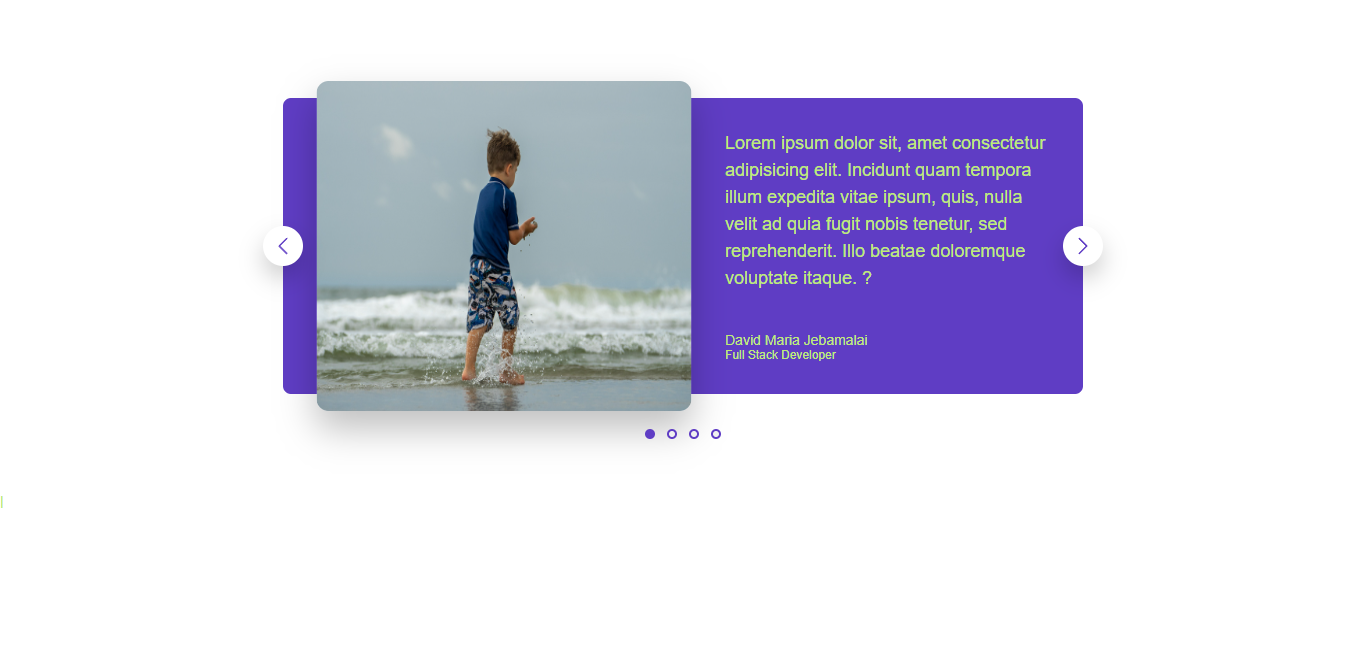 Lorem ipsum dolor sit, amet consectetur
adipisicing elit. Incidunt quam tempora
illum expedita vitae ipsum, quis, nulla
velit ad quia fugit nobis tenetur, sed
reprehenderit. Illo beatae doloremque
voluptate itaque. ?
David Maria Jebamalai
Full Stack Developer